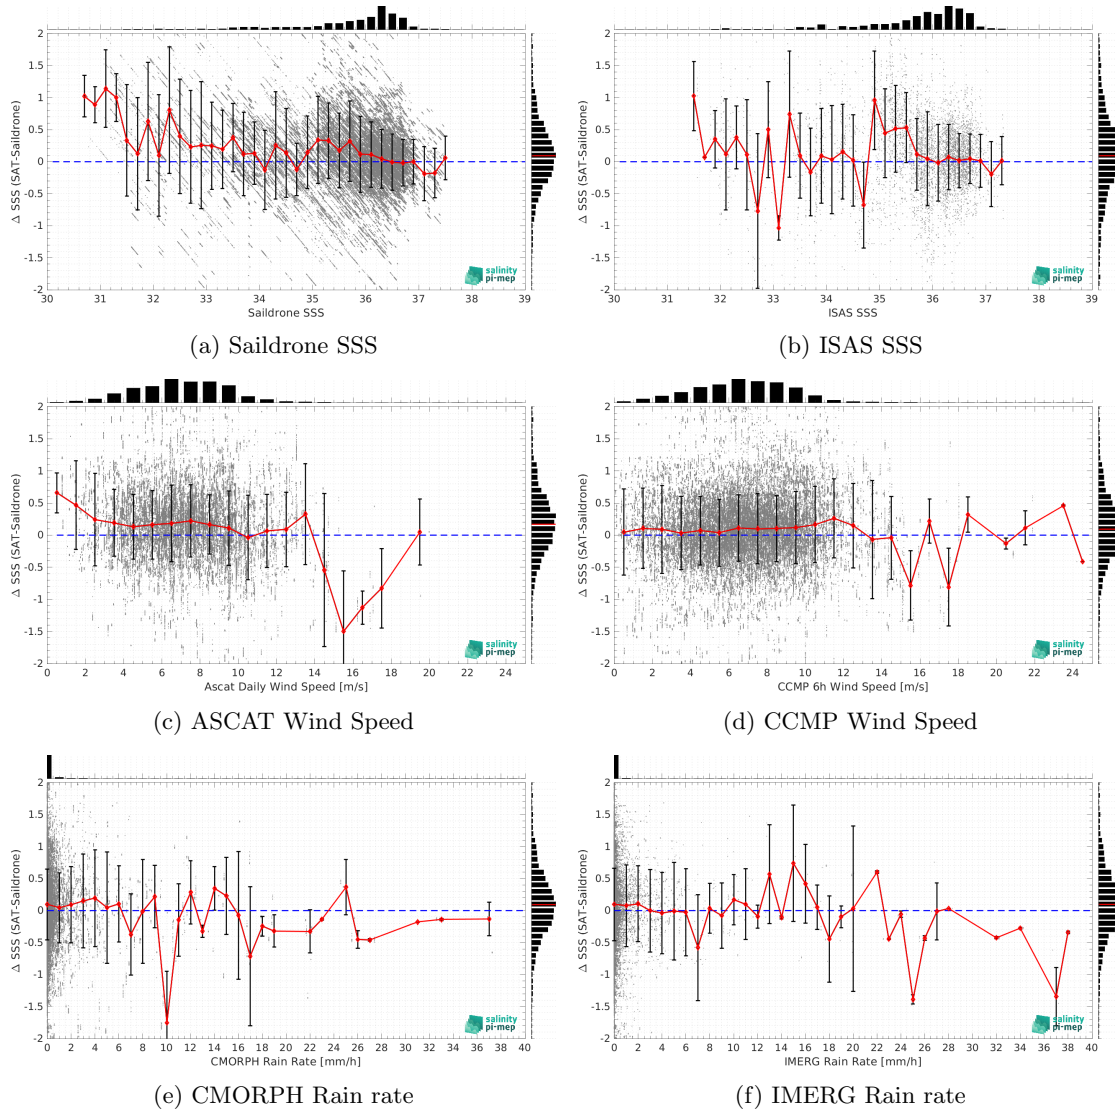 2
1.5
1
0.5
0
-0.5
-1
-1.5
-2
Δ SSS (SAT-Saildrone)
30 31 32 33 34 35 36 37 38 39
Saildrone SSS
salinity
pi-mep
(a) Saildrone SSS
2
1.5
1
0.5
0
-0.5
-1
-1.5
-2
Δ SSS (SAT-Saildrone)
30 31 32 33 34 35 36 37 38 39
ISAS SSS
salinity
pi-mep
(b) ISAS SSS
2
1.5
1
0.5
0
-0.5
-1
-1.5
-2
Δ SSS (SAT-Saildrone)
0 2 4 6 8 10 12 14 16 18 20 22 24
Ascat Daily Wind Speed [m/s]
salinity
pi-mep
(c) ASCAT Wind Speed
2
1.5
1
0.5
0
-0.5
-1
-1.5
-2
Δ SSS (SAT-Saildrone)
0 2 4 6 8 10 12 14 16 18 20 22 24
CCMP 6h Wind Speed [m/s]
salinity
pi-mep
(d) CCMP Wind Speed
2
1.5
1
0.5
0
-0.5
-1
-1.5
-2
Δ SSS (SAT-Saildrone)
0 2 4 6 8 10 12 14 16 18 20 22 24 26 28 30 32 34 36 38 40
CMORPH Rain Rate [mm/h]
salinity
pi-mep
(e) CMORPH Rain rate
2
1.5
1
0.5
0
-0.5
-1
-1.5
-2
Δ SSS (SAT-Saildrone)
0 2 4 6 8 10 12 14 16 18 20 22 24 26 28 30 32 34 36 38 40
IMERG Rain Rate [mm/h]
salinity
pi-mep
(f) IMERG Rain rate